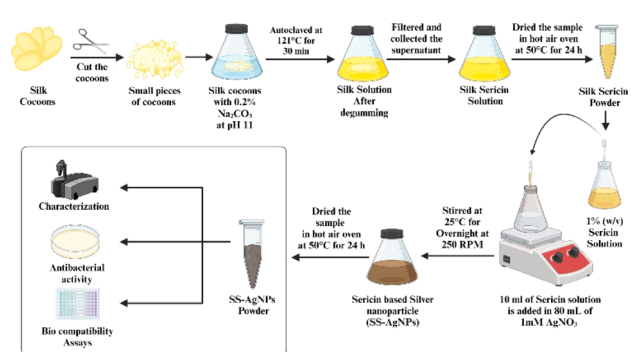 Cut the
cocoons
Silk
Cocoons
Small pieces
of cocoons
Silk cocoons
with 0.2%
Na₂CO₃
at pH 11
Autoclaved at
121°C for
30 min
Silk Solution
After
degumming
Filtered and
collected the
supernatant
Silk Sericin
Solution
Dried the sample
in hot air oven
at 50°C for 24 h
Silk Sericin
Powder
1% (w/v)
Sericin
Solution
10 ml of Sericin solution
is added in 80 mL of
1mM AgNO₃
Stirred at
25°C for
Overnight at
250 RPM
Sericin based Silver
nanoparticle
(SS-AgNPs)
Dried the
sample
in hot air oven
at 50°C for 24 h
SS-AgNPs
Powder
Characterization
Antibacterial
activity
Bio compatibility
Assays